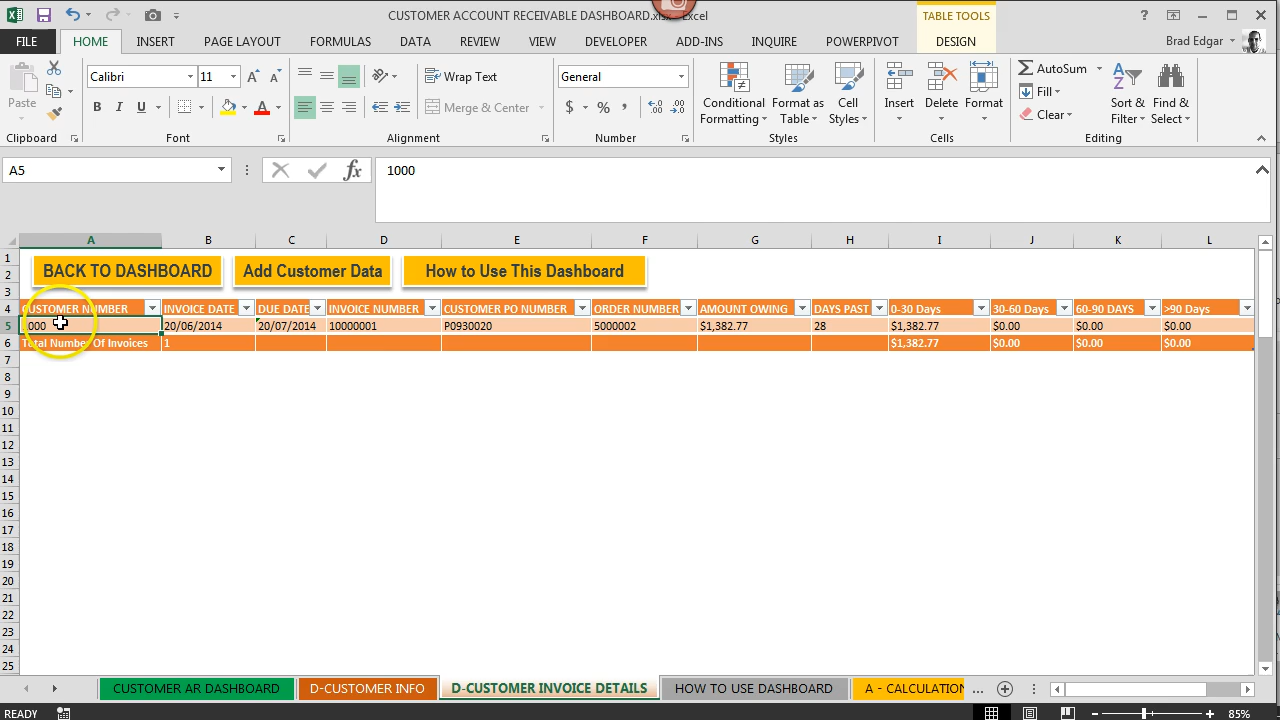 CUSTOMER ACCOUNT RECEIVABLE DASHBOARD.xlsx - Excel
TABLE TOOLS
FILE HOME INSERT PAGE LAYOUT FORMULAS DATA REVIEW VIEW DEVELOPER ADD-INS INQUIRE POWERPIVOT DESIGN Brad Edgar
Calibri 11 Wrap Text General AutoSum
Paste B I U Merge & Center $ % , Conditional Formatting Format as Table Cell Styles Insert Delete Format Fill Clear Sort & Filter Find & Select
Clipboard Font Alignment Number Styles Cells Editing
A5 fx 1000
A B C D E F G H I J K L
1
BACK TO DASHBOARD Add Customer Data How to Use This Dashboard
2
3
4 CUSTOMER NUMBER INVOICE DATE DUE DATE INVOICE NUMBER CUSTOMER PO NUMBER ORDER NUMBER AMOUNT OWING DAYS PAST 0-30 Days 30-60 Days 60-90 DAYS >90 Days
5 1000 20/06/2014 20/07/2014 10000001 P0930020 5000002 $1,382.77 28 $1,382.77 $0.00 $0.00 $0.00
6 Total Number Of Invoices 1 $1,382.77 $0.00 $0.00 $0.00
7
8
9
10
11
12
13
14
15
16
17
18
19
20
21
22
23
24
25
CUSTOMER AR DASHBOARD D-CUSTOMER INFO D-CUSTOMER INVOICE DETAILS HOW TO USE DASHBOARD A - CALCULATION ...
READY 85%